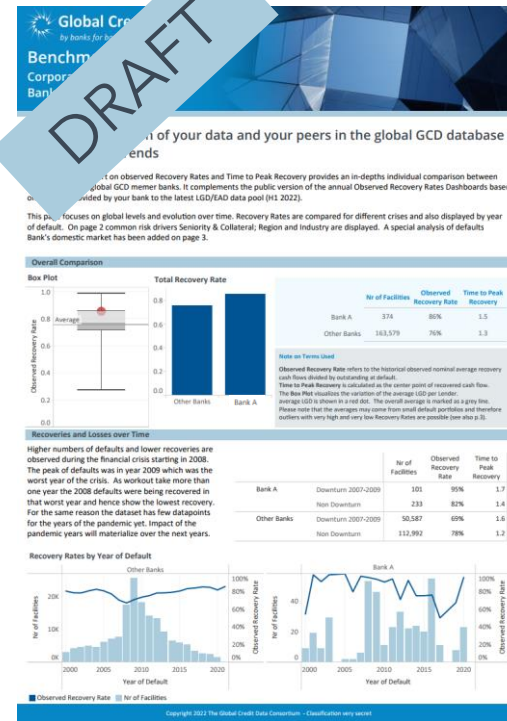 Global Cre
by banks for ba
Benchm
Corpora
Bank
DRAFT
of your data and your peers in the global GCD database
ends
t on observed Recovery Rates and Time to Peak Recovery provides an in-depths individual comparison between
global GCD memer banks. It complements the public version of the annual Observed Recovery Rates Dashboards based
vided by your bank to the latest LGD/EAD data pool (H1 2022).
This page focuses on global levels and evolution over time. Recovery Rates are compared for different crises and also displayed by year
of default. On page 2 common risk drivers Seniority & Collateral; Region and Industry are displayed. A special analysis of defaults
Bank's domestic market has been added on page 3.
Overall Comparison
Box Plot
Observed Recovery Rate
1.0
0.8
0.6
0.4
0.2
0.0
Average
Total Recovery Rate
0.8
0.6
0.4
0.2
0.0
Other Banks Bank A
Nr of Facilities Observed Recovery Rate Time to Peak Recovery
Bank A 374 86% 1.5
Other Banks 163,579 76% 1.3
Note on Terms Used
Observed Recovery Rate refers to the historical observed nominal average recovery
cash flows divided by outstanding at default.
Time to Peak Recovery is calculated as the center point of recovered cash flow.
The Box Plot visualizes the variation of the average LGD per Lender.
average LGD is shown in a red dot. The overall average is marked as a grey line.
Please note that the averages may come from small default portfolios and therefore
outliers with very high and very low Recovery Rates are possible (see also p.3).
Recoveries and Losses over Time
Higher numbers of defaults and lower recoveries are
observed during the financial crisis starting in 2008.
The peak of defaults was in year 2009 which was the
worst year of the crisis. As workout take more than
one year the 2008 defaults were being recovered in
that worst year and hence show the lowest recovery.
For the same reason the dataset has few datapoints
for the years of the pandemic yet. Impact of the
pandemic years will materialize over the next years.
Nr of Facilities Observed Recovery Rate Time to Peak Recovery
Bank A Downturn 2007-2009 101 95% 1.7
Non Downturn 233 82% 1.4
Other Banks Downturn 2007-2009 50,587 69% 1.6
Non Downturn 112,992 78% 1.2
Recovery Rates by Year of Default
Other Banks
Nr of Facilities
20K
10K
0K
100%
80%
60%
40%
20%
0%
Observed Recovery Rate
2000 2005 2010 2015 2020
Year of Default
Bank A
Nr of Facilities
40
20
0
100%
80%
60%
40%
20%
0%
Observed Recovery Rate
2000 2005 2010 2015 2020
Year of Default
Observed Recovery Rate Nr of Facilities
Copyright 2022 The Global Credit Data Consortium - Classification very secret